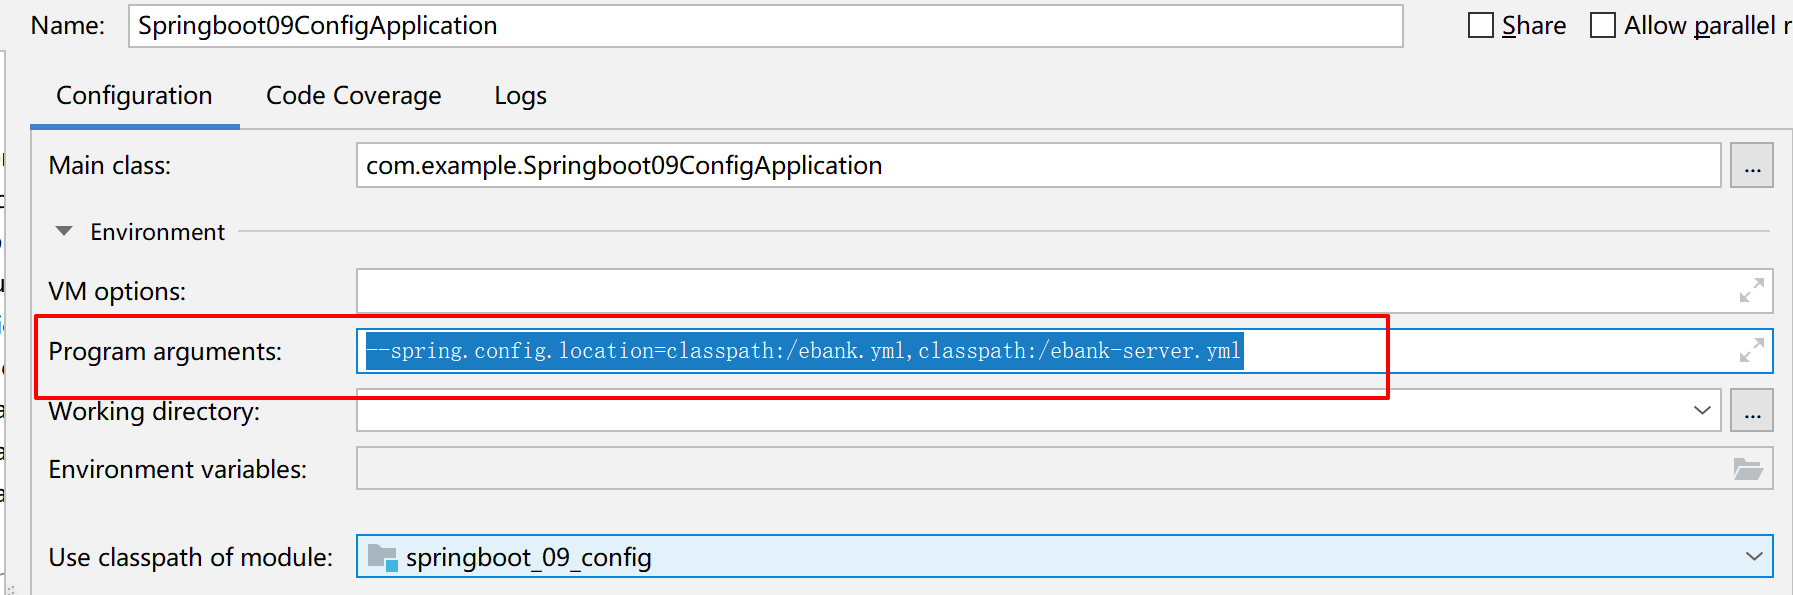 Name: Springboot09ConfigApplication Share Allow parallel r
Configuration Code Coverage Logs
Main class: com.example.Springboot09ConfigApplication ...
Environment
VM options:
Program arguments: --spring.config.location=classpath:/ebank.yml,classpath:/ebank-server.yml
Working directory: ...
Environment variables:
Use classpath of module: springboot_09_config